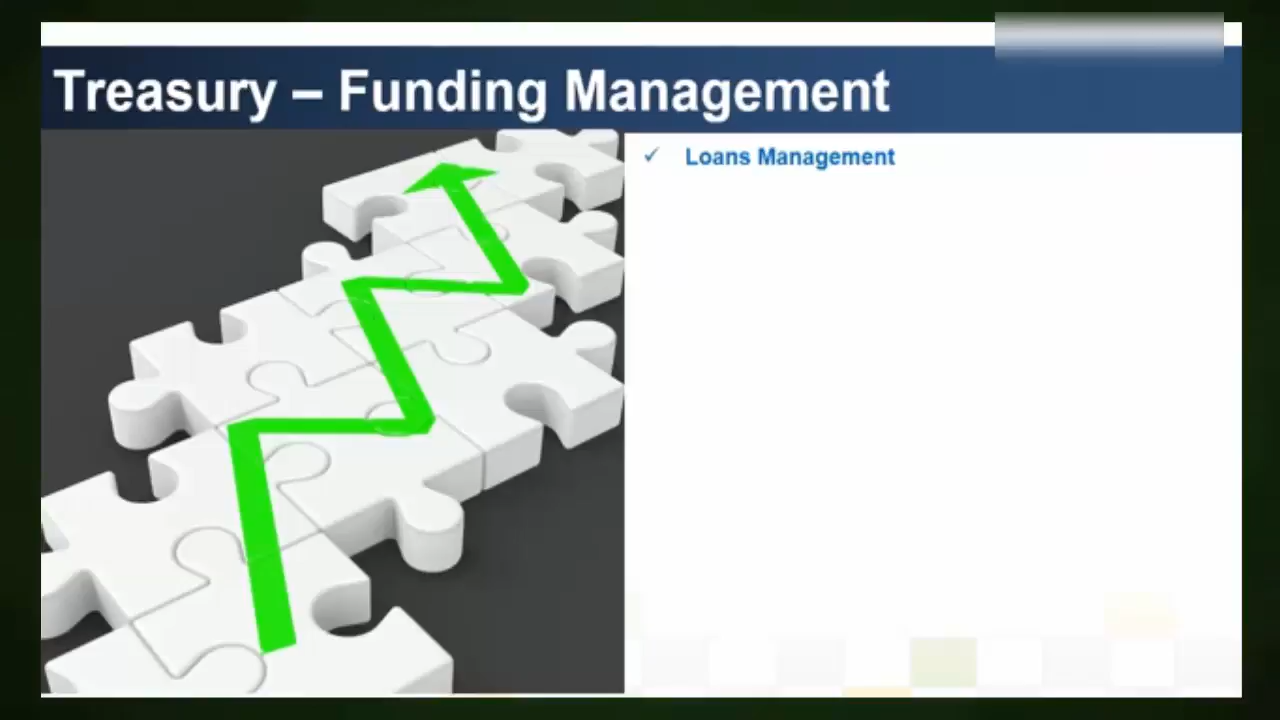 Treasury – Funding Management
✓ Loans Management